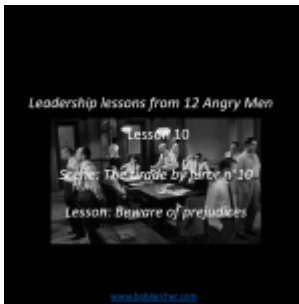 Leadership lessons from 12 Angry Men
Lesson 10
Scene: The tirade by juror n°10
Lesson: Beware of prejudices
www.boblarcher.com